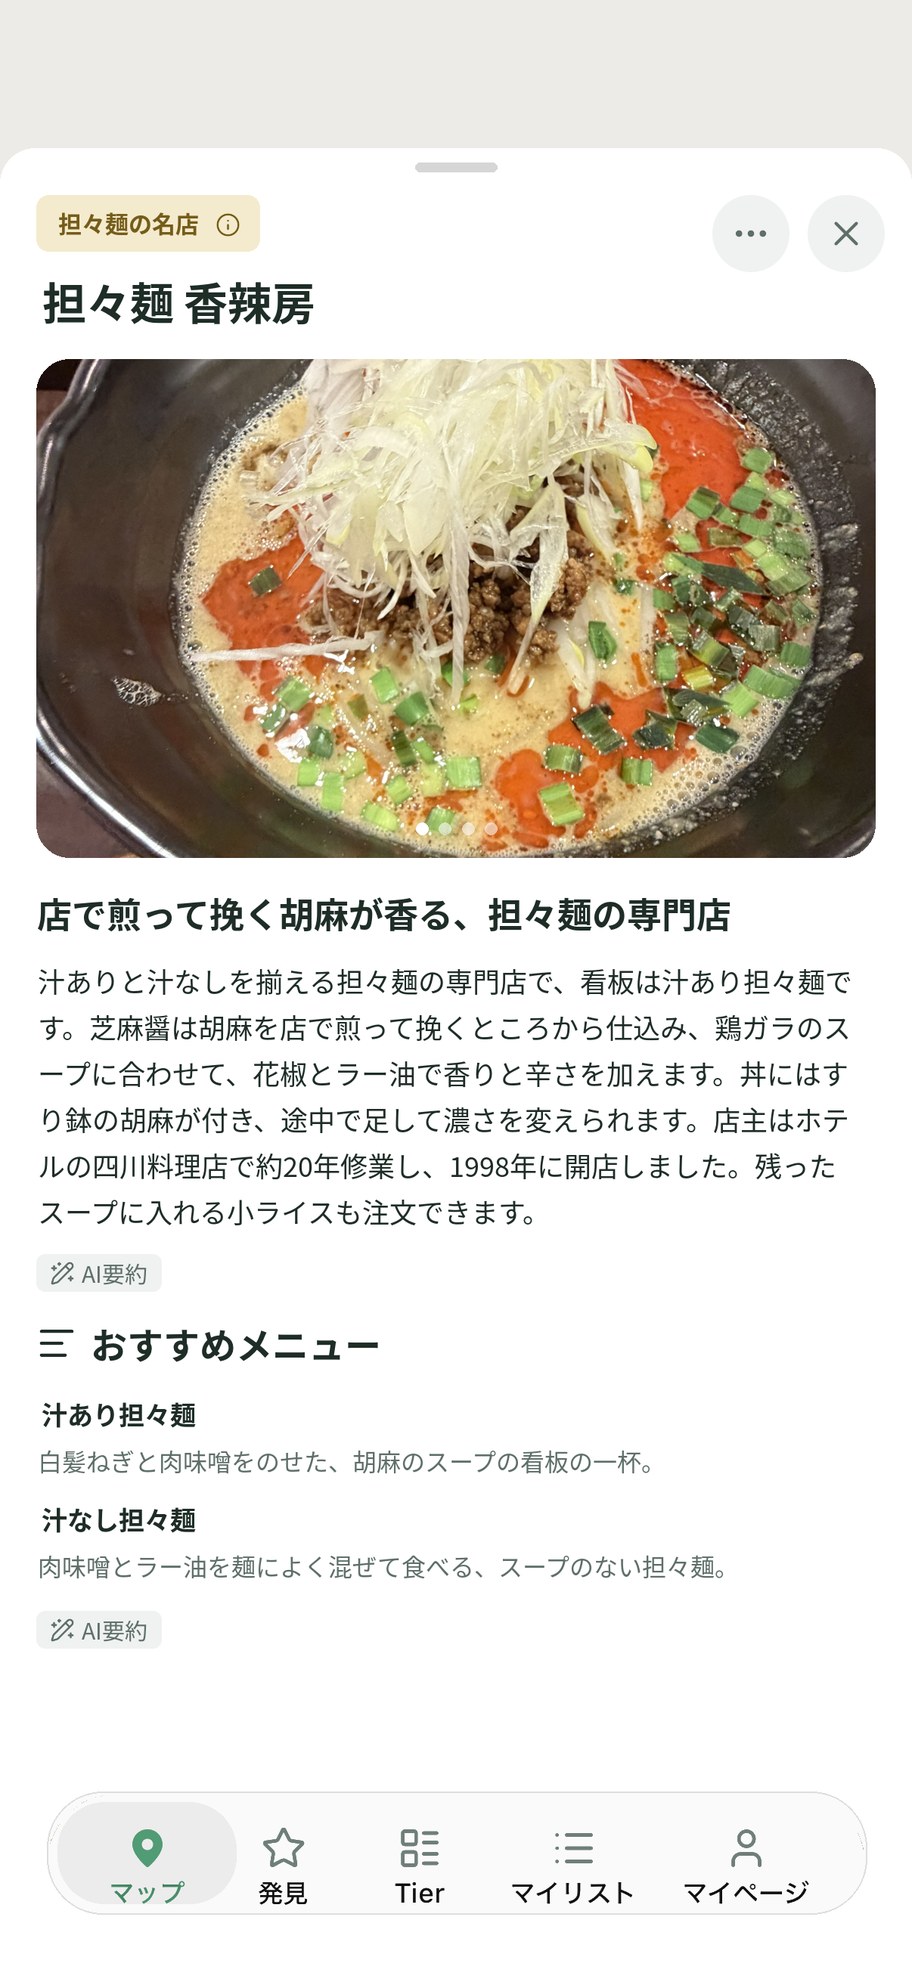 担々麺の名店
担々麺 香辣房
店で煎って挽く胡麻が香る、担々麺の専門店
汁ありと汁なしを揃える担々麺の専門店で、看板は汁あり担々麺で
す。芝麻醤は胡麻を店で煎って挽くところから仕込み、鶏ガラのス
ープに合わせて、花椒とラー油で香りと辛さを加えます。丼にはす
り鉢の胡麻が付き、途中で足して濃さを変えられます。店主はホテ
ルの四川料理店で約20年修業し、1998年に開店しました。残った
スープに入れる小ライスも注文できます。
AI要約
おすすめメニュー
汁あり担々麺
白髪ねぎと肉味噌をのせた、胡麻のスープの看板の一杯。
汁なし担々麺
肉味噌とラー油を麺によく混ぜて食べる、スープのない担々麺。
AI要約
マップ
発見
Tier
マイリスト
マイページ